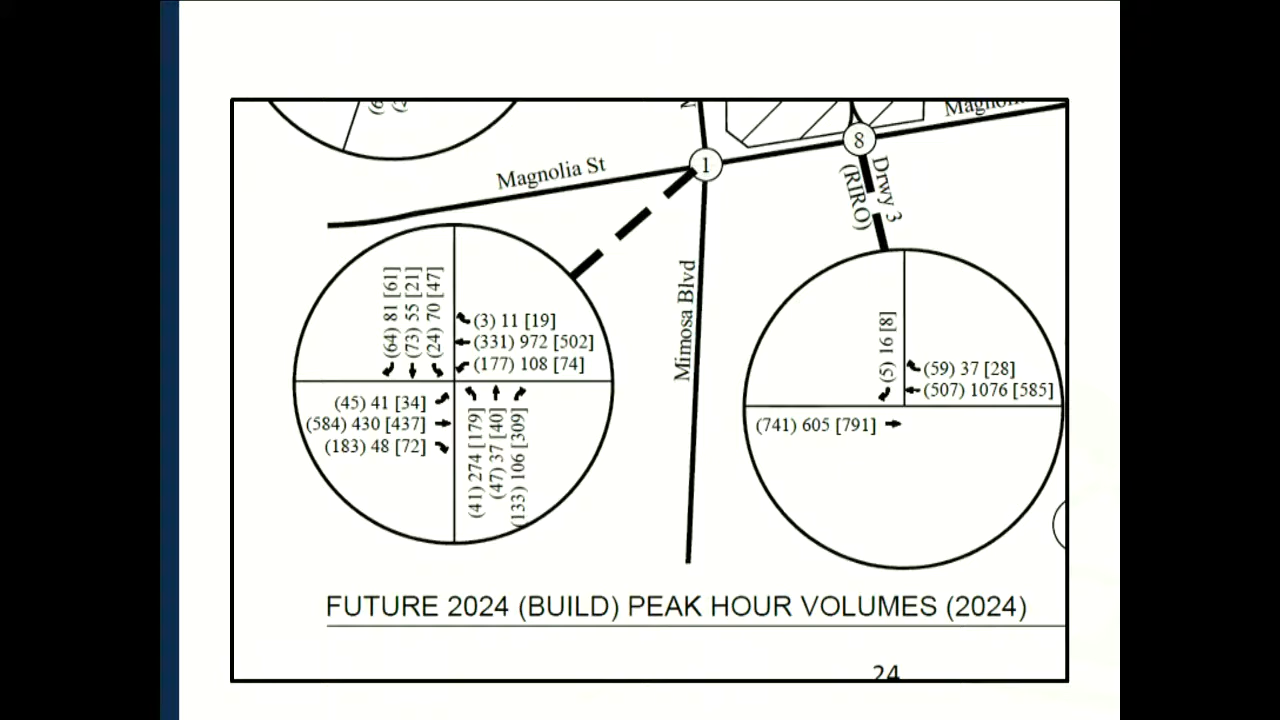 Magnolia St
1
8
Drwy 3
(RIRO)
Mimosa Blvd
(64) 81 [61]
(73) 55 [21]
(24) 70 [47]
(3) 11 [19]
(331) 972 [502]
(177) 108 [74]
(45) 41 [34]
(584) 430 [437]
(183) 48 [72]
(41) 274 [179]
(47) 37 [40]
(133) 106 [309]
(5) 16 [8]
(59) 37 [28]
(507) 1076 [585]
(741) 605 [791]
FUTURE 2024 (BUILD) PEAK HOUR VOLUMES (2024)
24